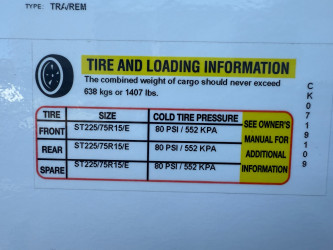 TYPE: TRA/REM
TIRE AND LOADING INFORMATION
The combined weight of cargo should never exceed
638 kgs or 1407 lbs.
TIRE SIZE COLD TIRE PRESSURE
FRONT ST225/75R15/E 80 PSI / 552 KPA
REAR ST225/75R15/E 80 PSI / 552 KPA
SPARE ST225/75R15/E 80 PSI / 552 KPA
SEE OWNER'S
MANUAL FOR
ADDITIONAL
INFORMATION
CK0719109